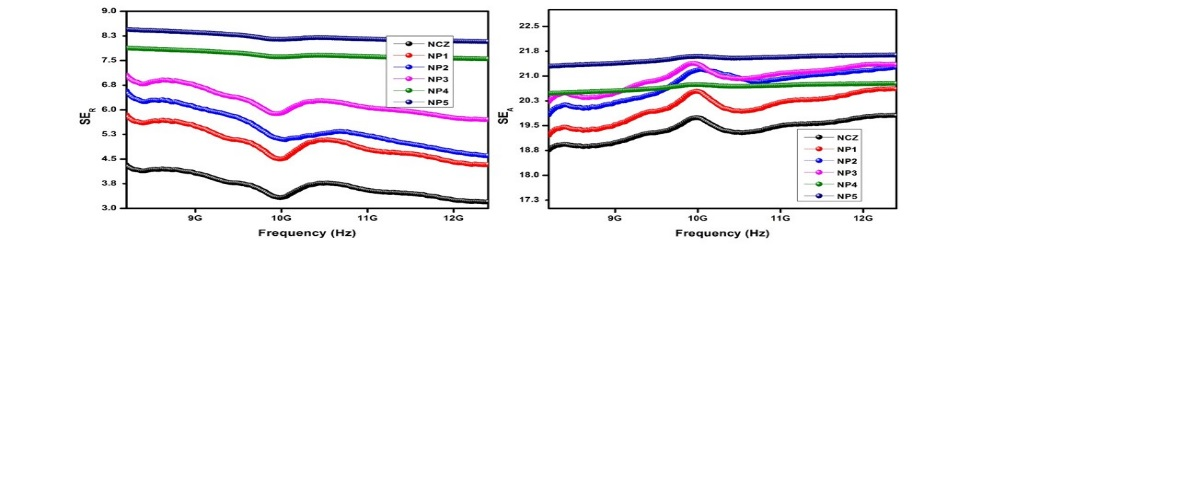 9.0
8.3
7.5
6.8
6.0
5.3
4.5
3.8
3.0
SE_R
9G 10G 11G 12G
Frequency (Hz)
NCZ
NP1
NP2
NP3
NP4
NP5
22.5
21.8
21.0
20.3
19.5
18.8
18.0
17.3
SE_A
9G 10G 11G 12G
Frequency (Hz)
NCZ
NP1
NP2
NP3
NP4
NP5